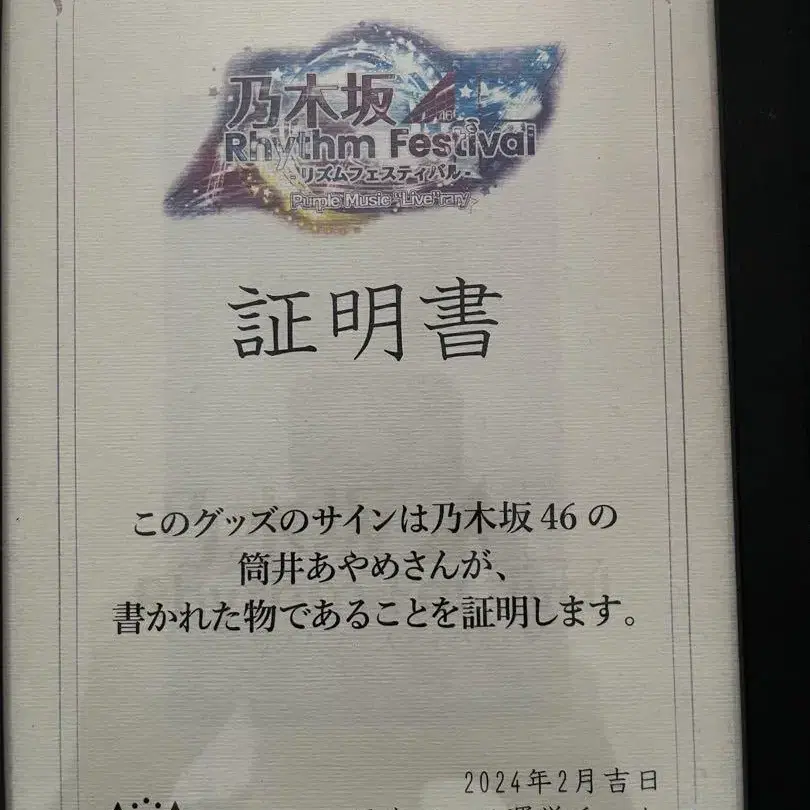 乃木坂46
Rhythm Festival
-リズムフェスティバル-
Purple Music "Live"rary
証明書
このグッズのサインは乃木坂46の
筒井あやめさんが、
書かれた物であることを証明します。
2024年2月吉日